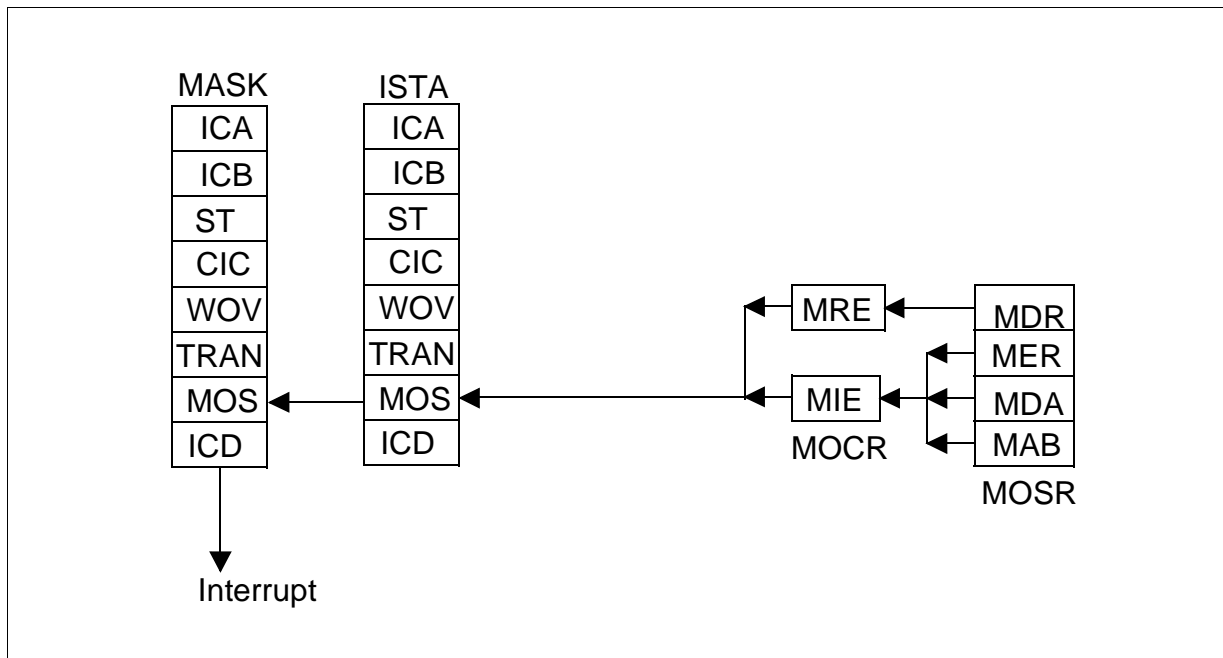 MASK
ICA
ICB
ST
CIC
WOV
TRAN
MOS
ICD
Interrupt
ISTA
ICA
ICB
ST
CIC
WOV
TRAN
MOS
ICD
MRE
MIE
MOCR
MDR
MER
MDA
MAB
MOSR